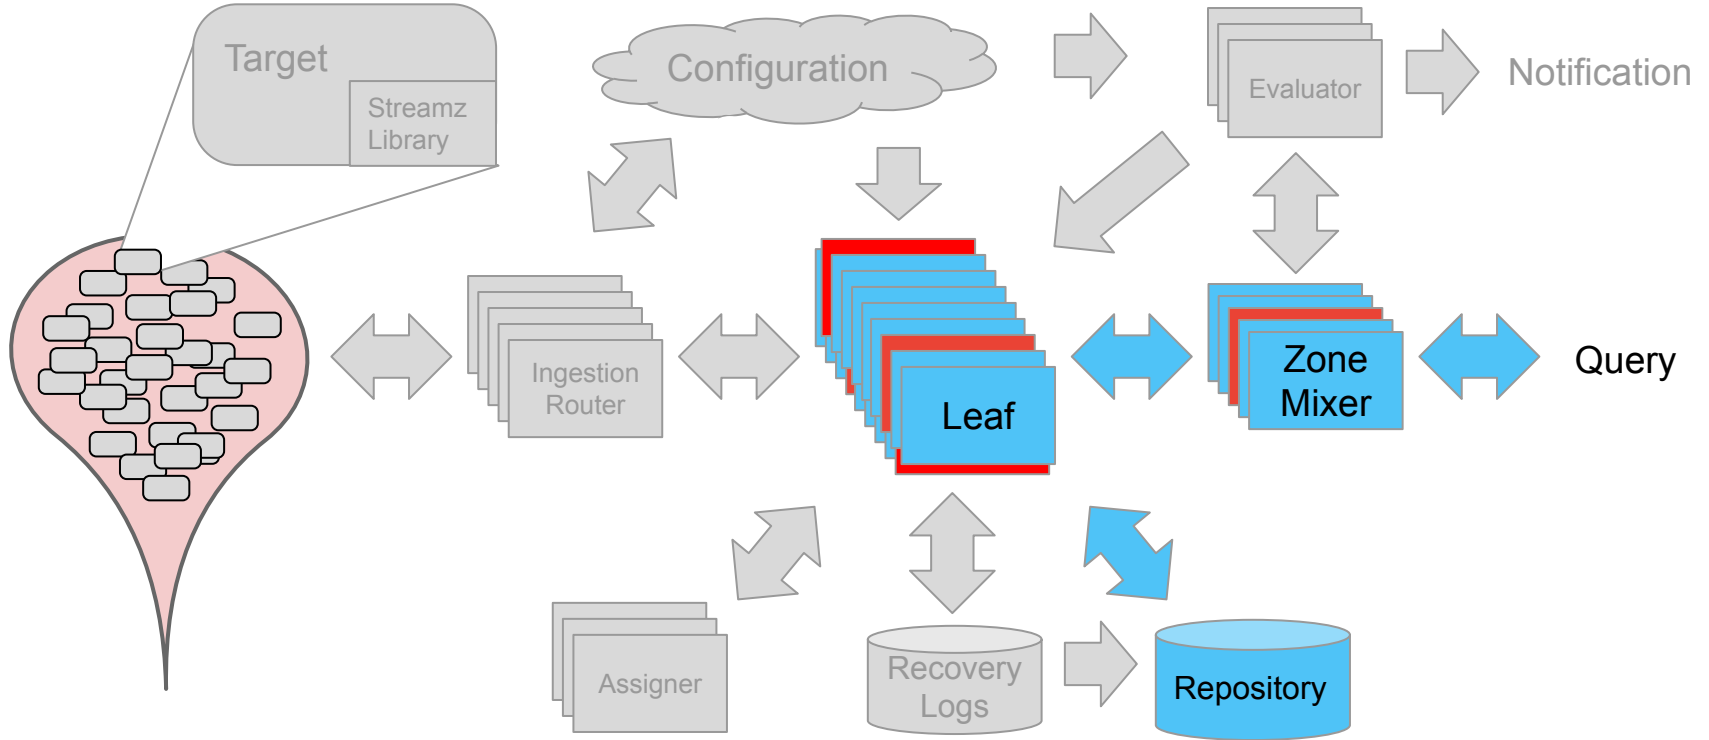 Target
Streamz
Library
Configuration
Evaluator
Notification
Ingestion
Router
Leaf
Zone
Mixer
Query
Assigner
Recovery
Logs
Repository